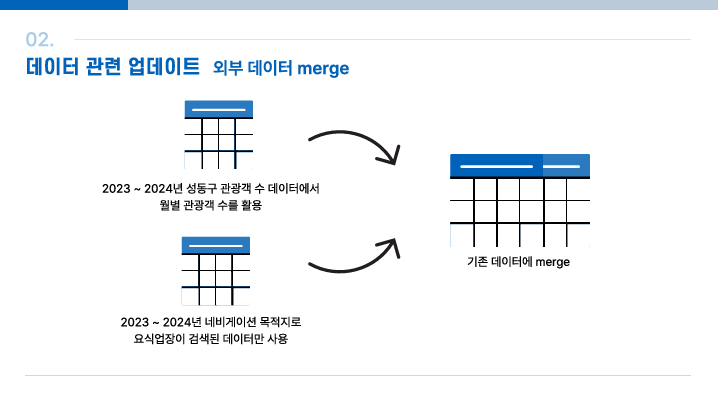 02.
데이터 관련 업데이트 외부 데이터 merge
2023 ~ 2024년 성동구 관광객 수 데이터에서
월별 관광객 수를 활용
기존 데이터에 merge
2023 ~ 2024년 네비게이션 목적지로
요식업장이 검색된 데이터만 사용